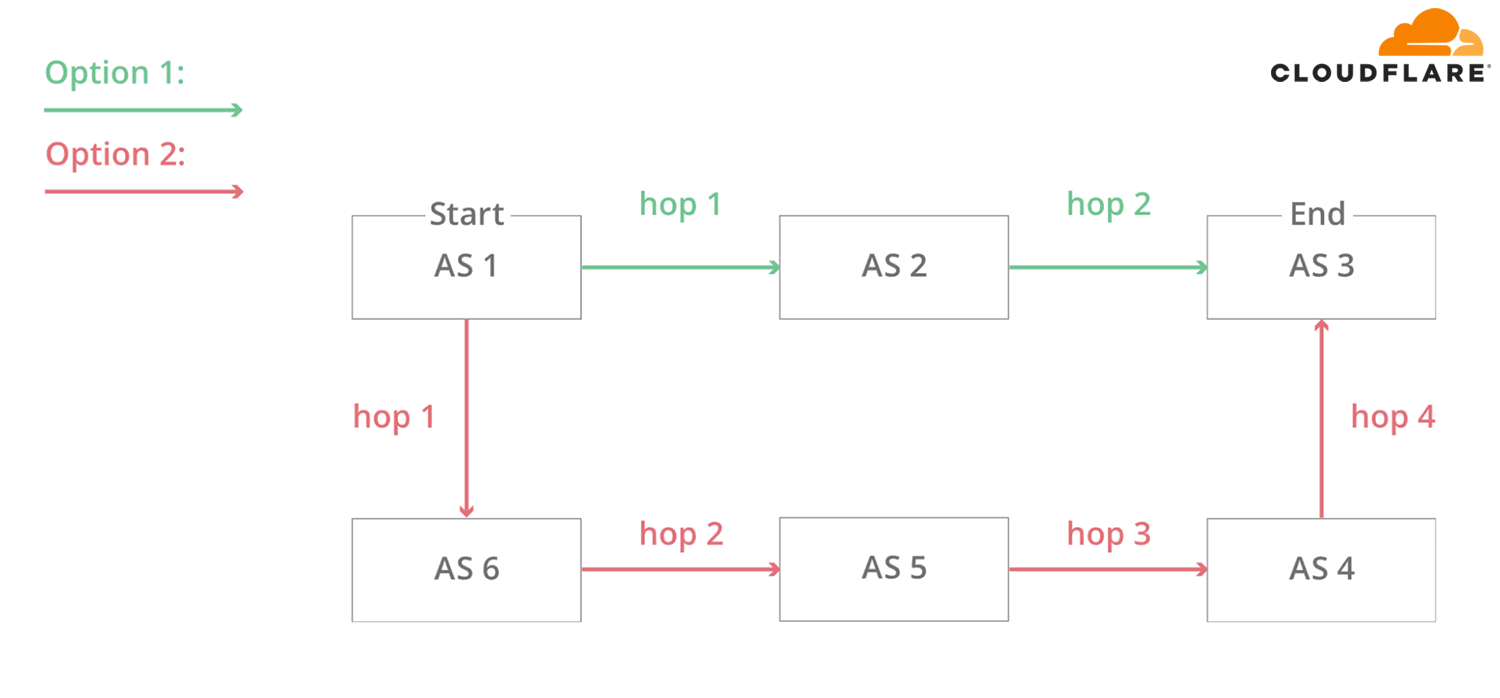 CLOUDFLARE
Option 1:
Option 2:
hop 1
hop 2
Start
End
AS 1
AS 2
AS 3
hop 1
hop 4
hop 2
hop 3
AS 6
AS 5
AS 4